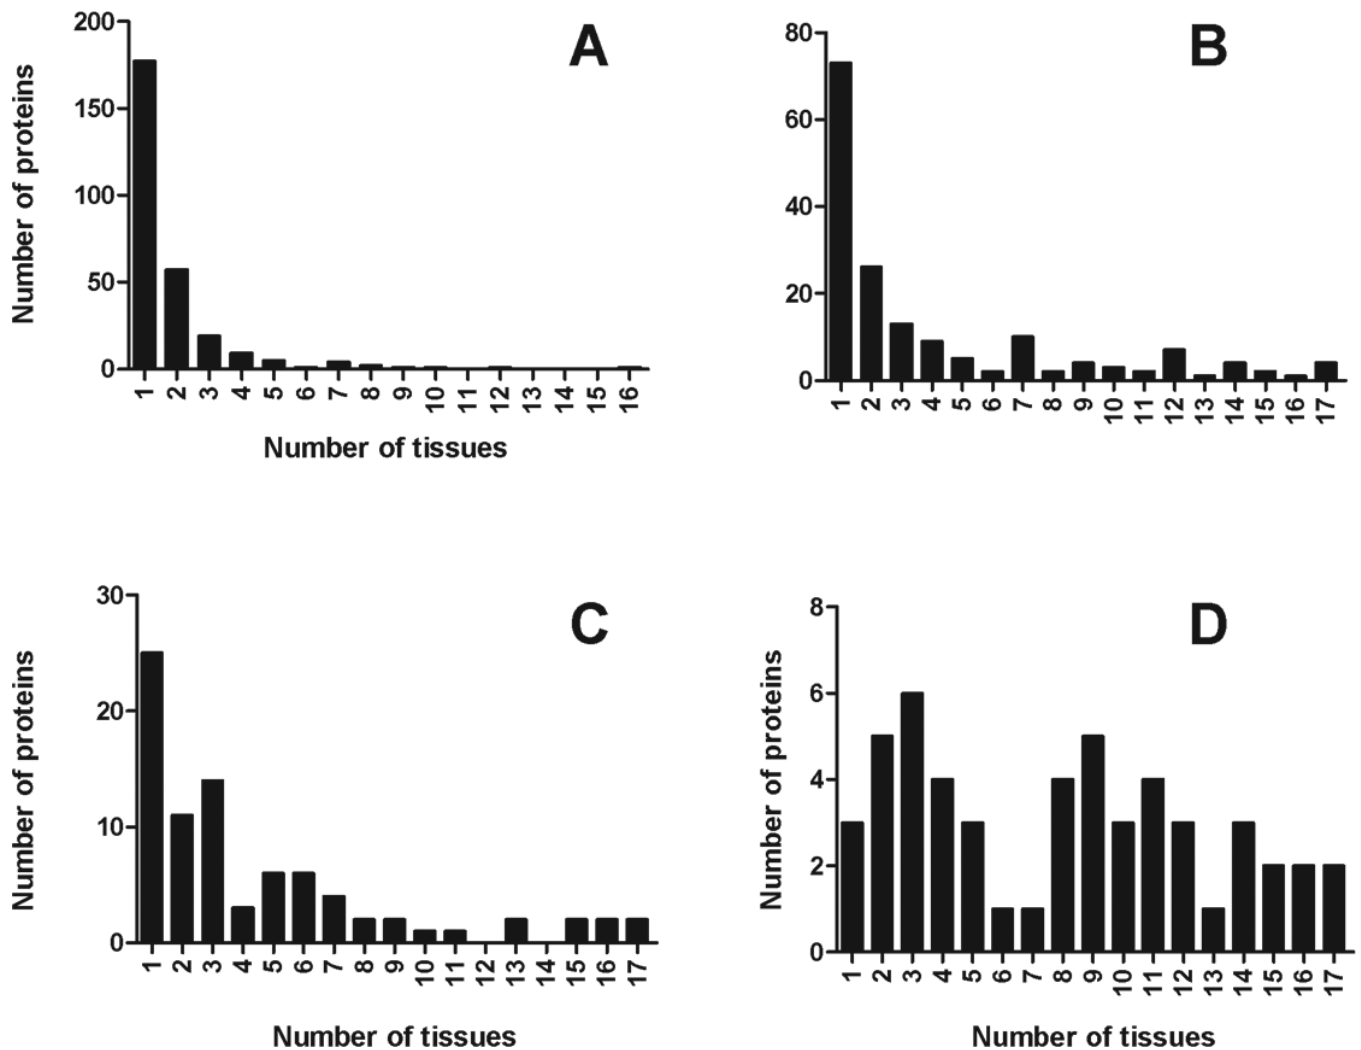 A
Number of proteins
200
150
100
50
0
1 2 3 4 5 6 7 8 9 10 11 12 13 14 15 16
Number of tissues
B
80
60
40
20
0
1 2 3 4 5 6 7 8 9 10 11 12 13 14 15 16 17
C
Number of proteins
30
20
10
0
1 2 3 4 5 6 7 8 9 10 11 12 13 14 15 16 17
Number of tissues
D
Number of proteins
8
6
4
2
0
1 2 3 4 5 6 7 8 9 10 11 12 13 14 15 16 17
Number of tissues